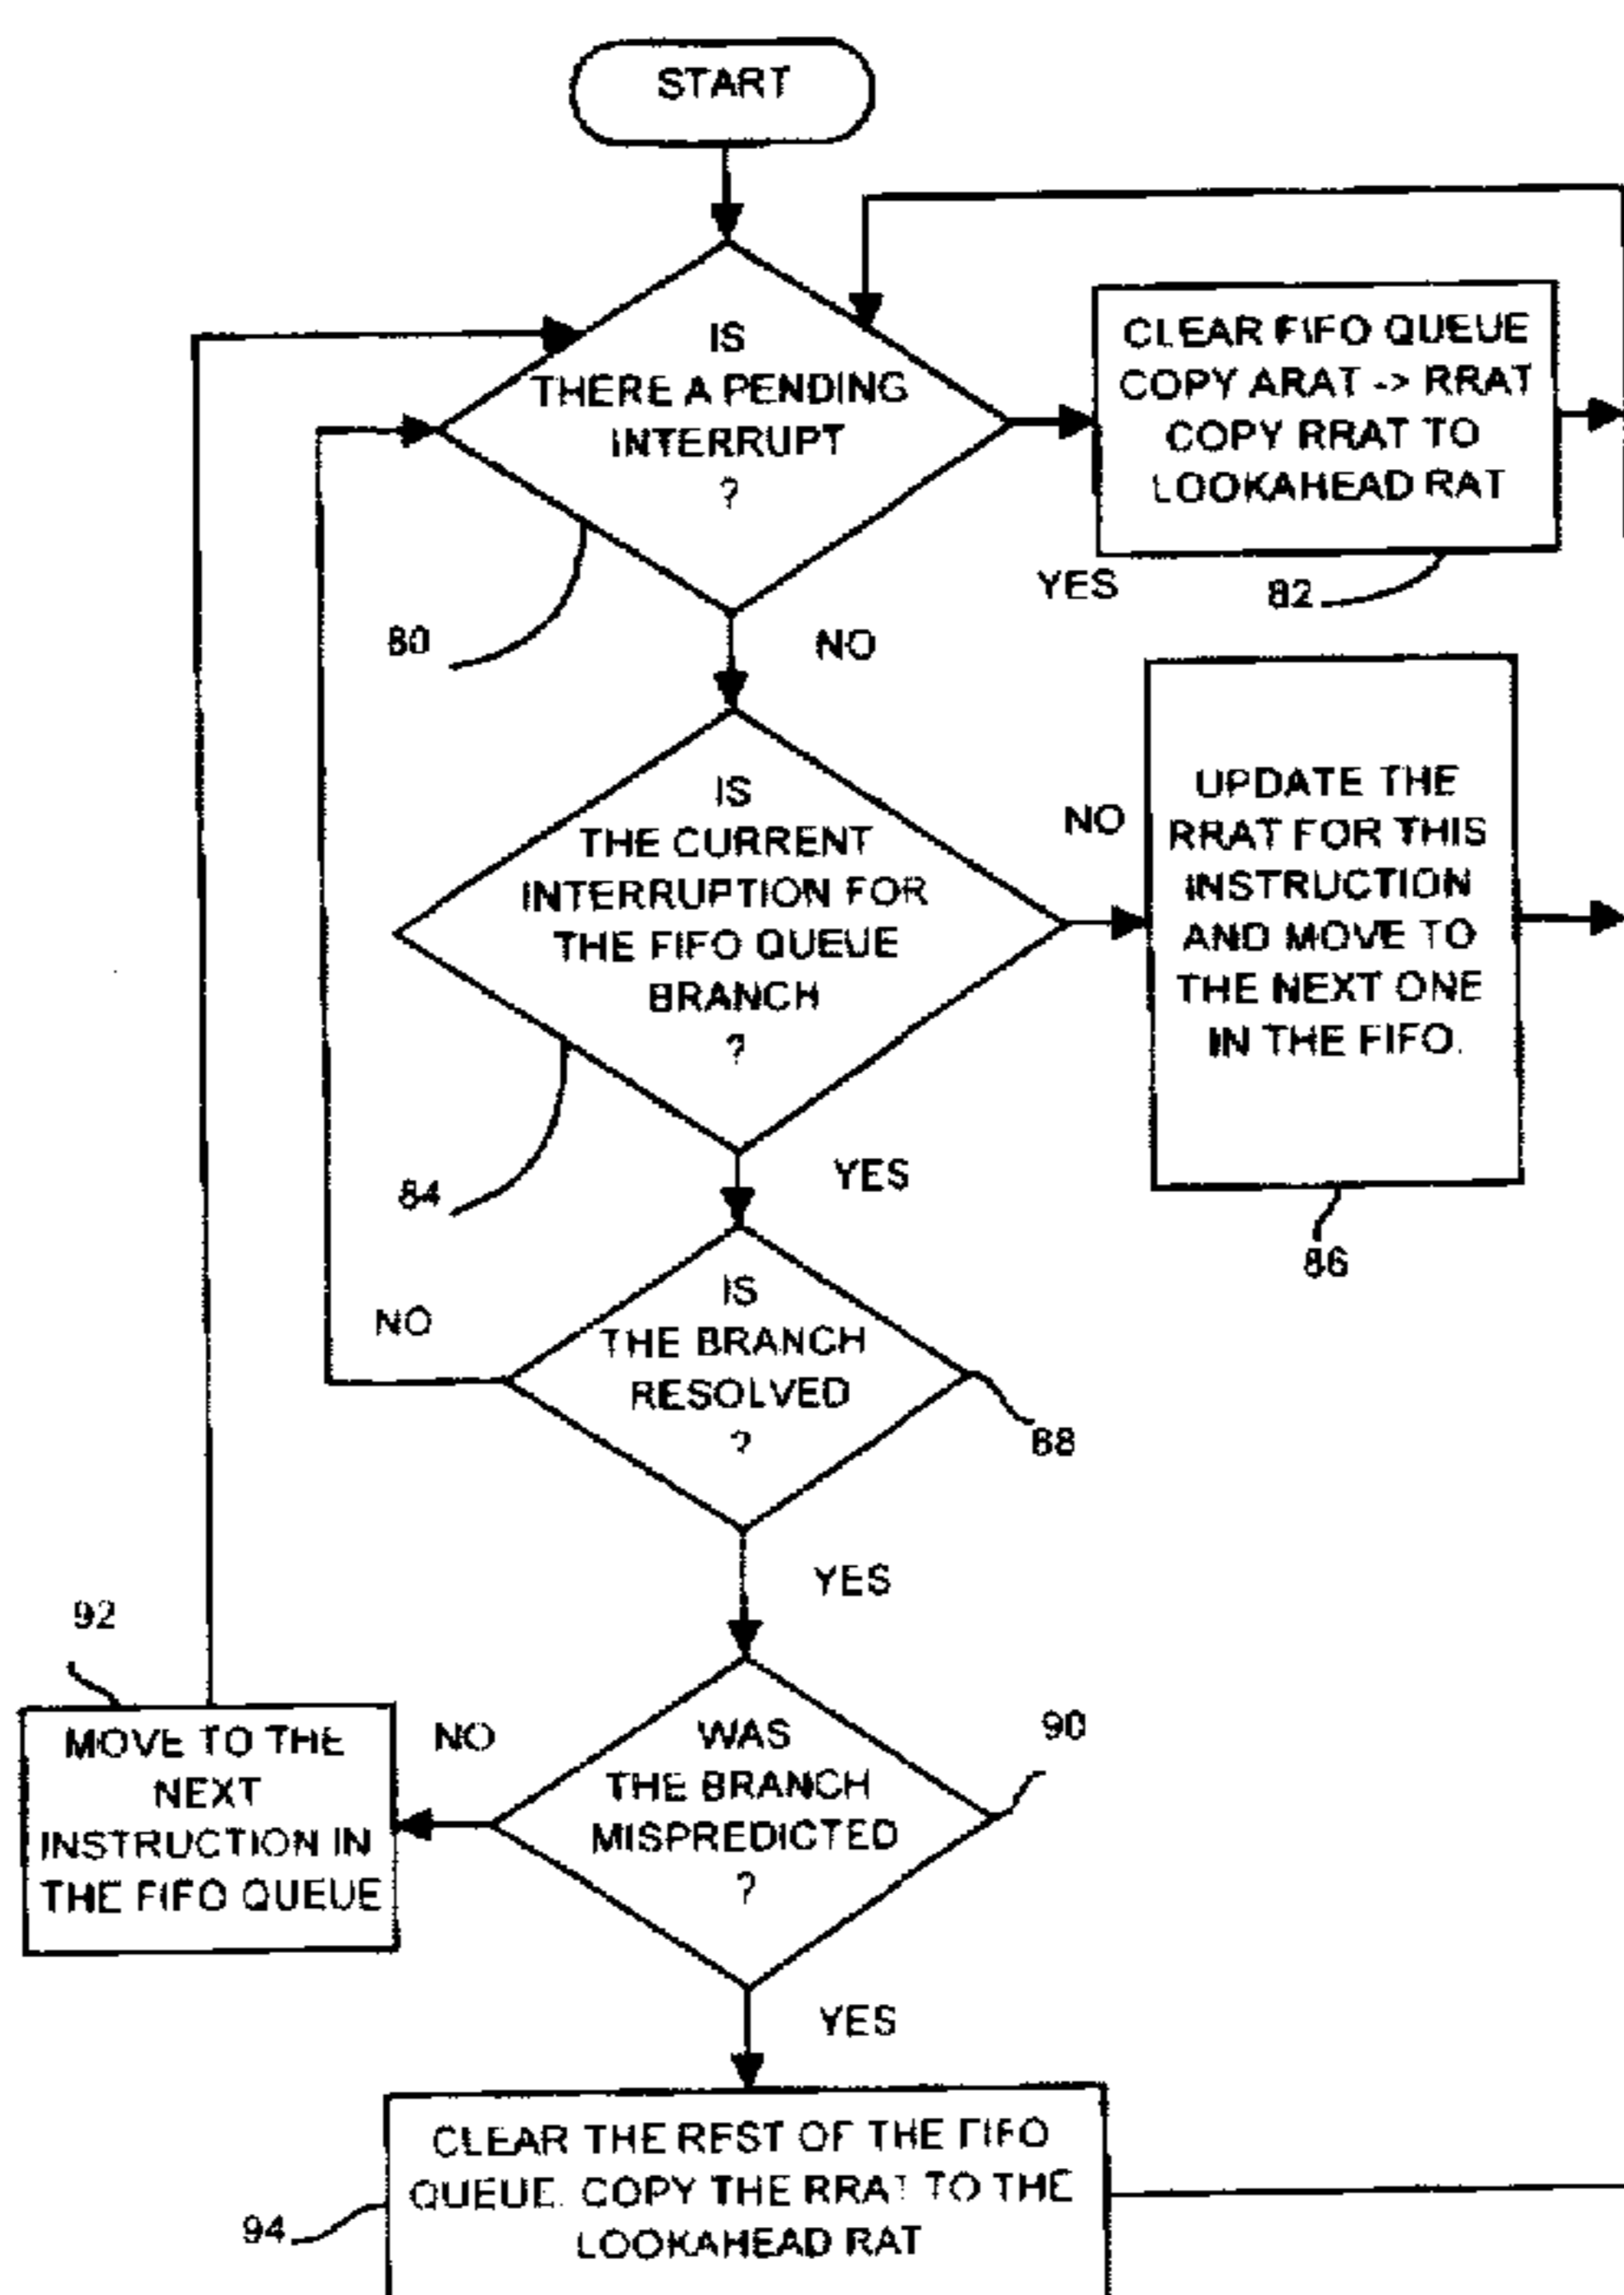 START
IS
THERE A PENDING
INTERRUPT
?
CLEAR FIFO QUEUE
COPY ARAT -> RRAT
COPY RRAT TO
LOOKAHEAD RAT
YES
82
80
NO
IS
THE CURRENT
INTERRUPTION FOR
THE FIFO QUEUE
BRANCH
?
NO
UPDATE THE
RRAT FOR THIS
INSTRUCTION
AND MOVE TO
THE NEXT ONE
IN THE FIFO.
84
YES
86
IS
THE BRANCH
RESOLVED
?
NO
88
YES
92
MOVE TO THE
NEXT
INSTRUCTION IN
THE FIFO QUEUE
NO
WAS
THE BRANCH
MISPREDICTED
?
90
YES
CLEAR THE REST OF THE FIFO
QUEUE. COPY THE RRAT TO THE
LOOKAHEAD RAT
94